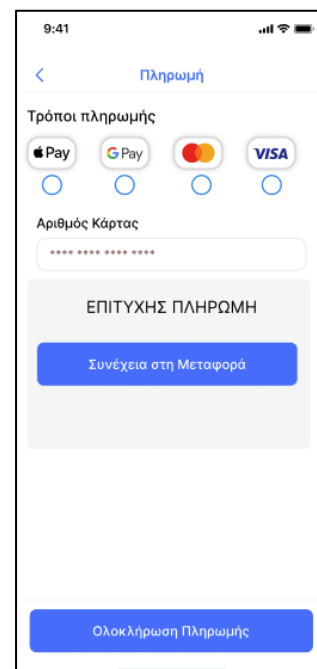 9:41
Πληρωμή
Τρόποι πληρωμής
Pay G Pay VISA
Αριθμός Κάρτας
**** **** **** ****
ΕΠΙΤΥΧΗΣ ΠΛΗΡΩΜΗ
Συνέχεια στη Μεταφορά
Ολοκλήρωση Πληρωμής